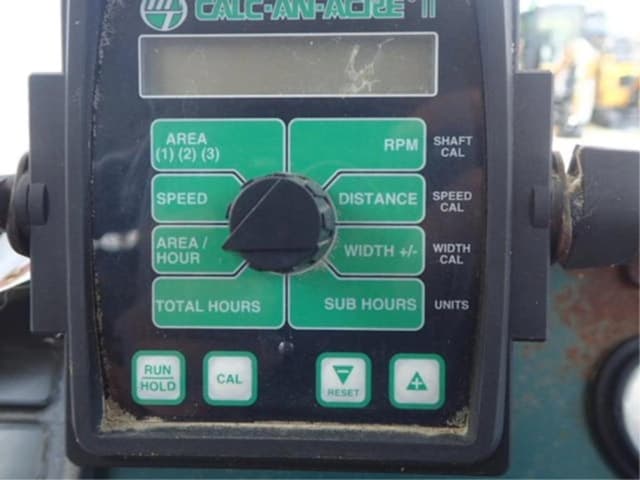 CALC-AN-ACRE® II
AREA
(1) (2) (3)
RPM
SHAFT
CAL
SPEED
DISTANCE
SPEED
CAL
AREA /
HOUR
WIDTH +/-
WIDTH
CAL
TOTAL HOURS
SUB HOURS
UNITS
RUN
HOLD
CAL
RESET
+